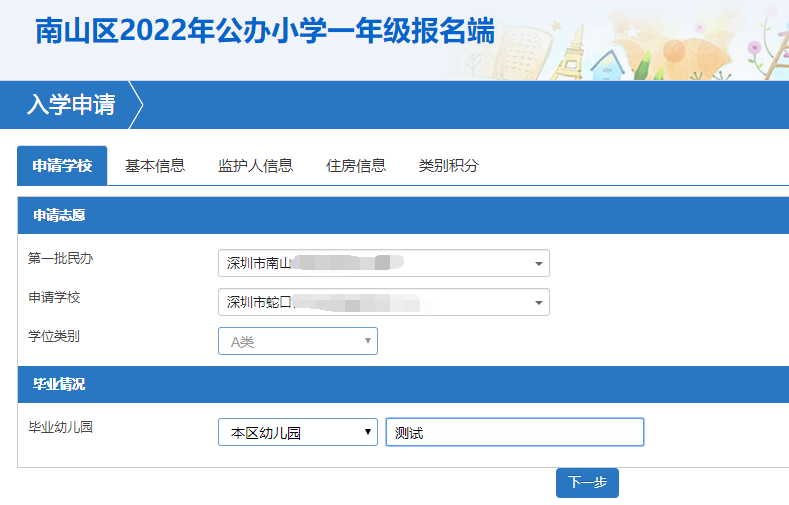 南山区2022年公办小学一年级报名端
入学申请
申请学校 基本信息 监护人信息 住房信息 类别积分
申请志愿
第一批民办 深圳市南山
申请学校 深圳市蛇口
学位类别 A类
毕业情况
毕业幼儿园 本区幼儿园 测试
下一步